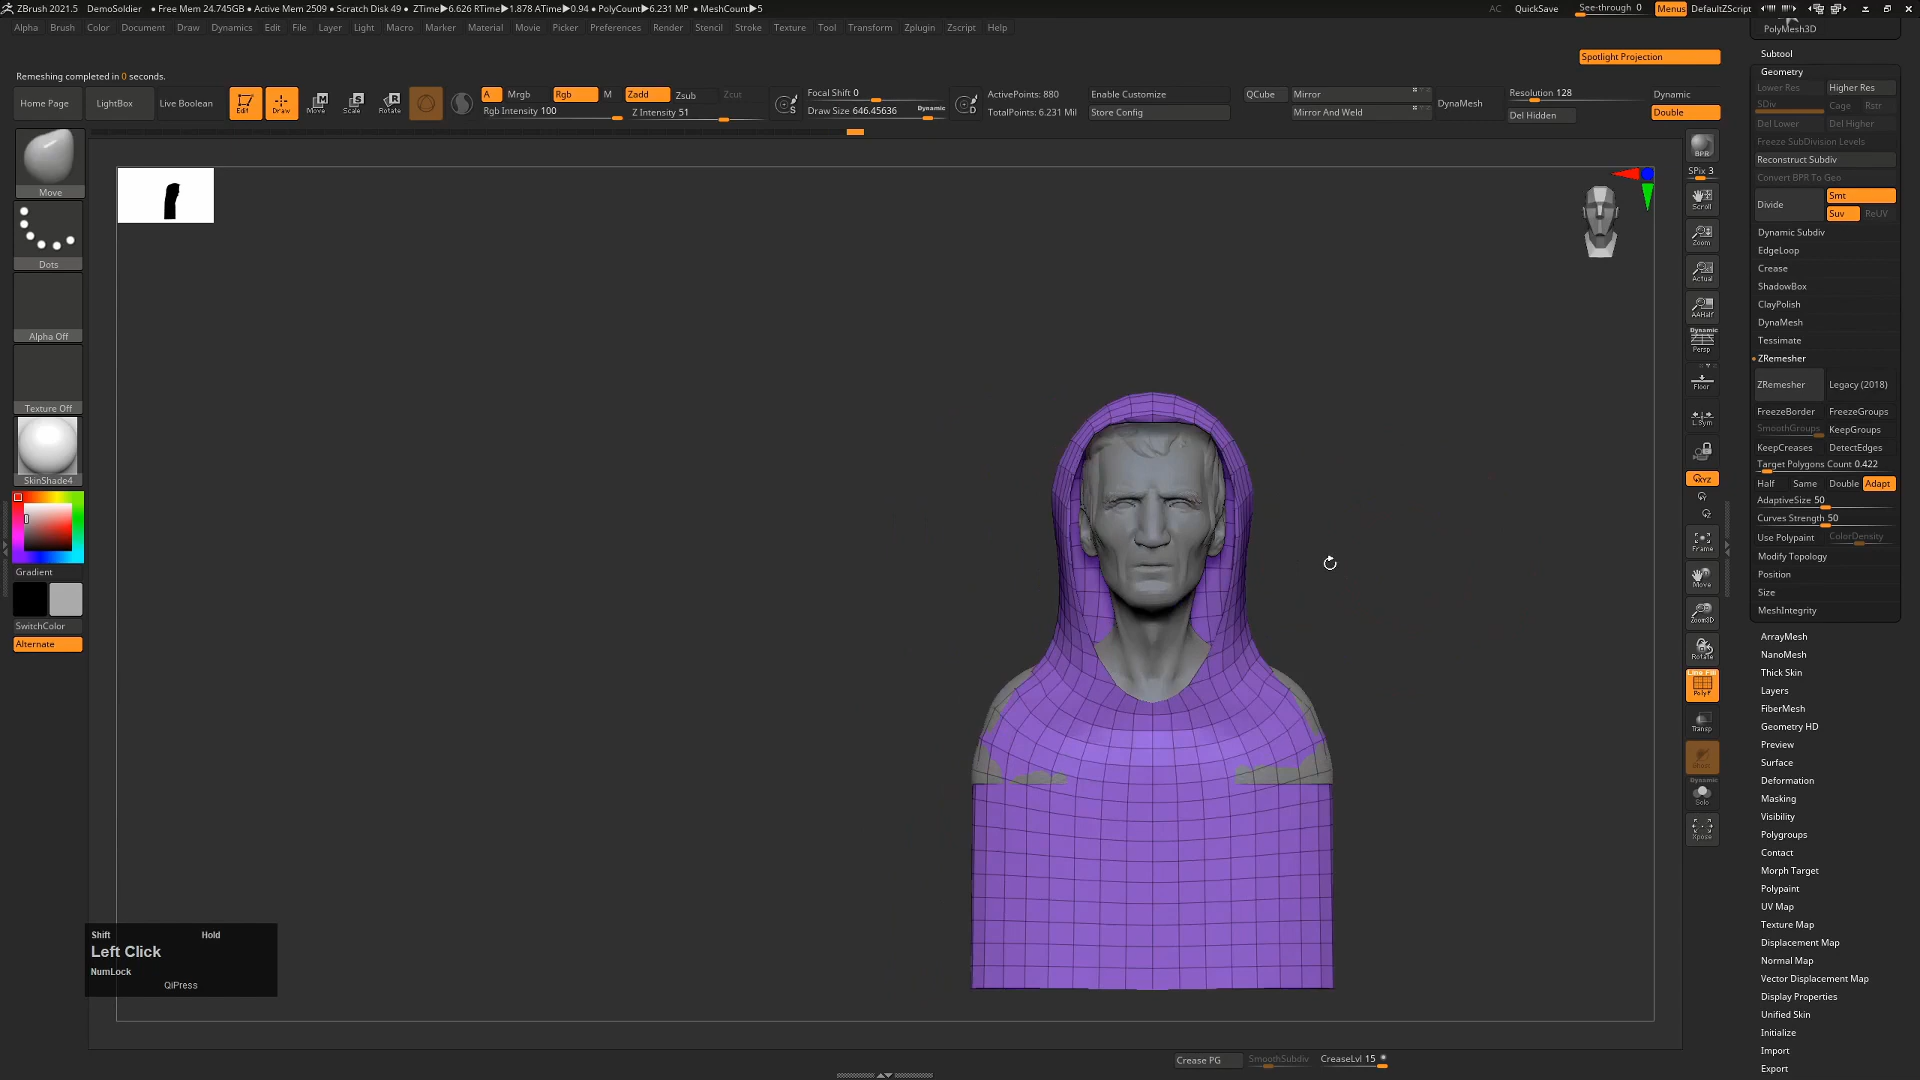 ZBrush 2021.5 DemoSoldier • Free Mem 24.745GB • Active Mem 2509 • Scratch Disk 49 • ZTime▶6.626 RTime▶1.878 ATime▶0.94 • PolyCount▶6.231 MP • MeshCount▶5 AC QuickSave See-through 0 Menus DefaultZScript
Alpha Brush Color Document Draw Dynamics Edit File Layer Light Macro Marker Material Movie Picker Preferences Render Stencil Stroke Texture Tool Transform Zplugin Zscript Help
PolyMesh3D
Spotlight Projection
Remeshing completed in 0 seconds.
Home Page LightBox Live Boolean Edit Draw Move Scale Rotate
A Mrgb Rgb M Zadd Zsub Zcut
Rgb Intensity 100 Z Intensity 51
Focal Shift 0
Draw Size 646.45636 Dynamic
S
D
ActivePoints: 880
TotalPoints: 6.231 Mil
Enable Customize
Store Config
QCube Mirror
Mirror And Weld
DynaMesh
Resolution 128
Del Hidden
Dynamic
Double
Move
Dots
Alpha Off
Texture Off
SkinShade4
Gradient
SwitchColor
Alternate
Shift Hold
Left Click
NumLock
QiPress
BPR
SPix 3
Scroll
Zoom
Actual
AAHalf
Dynamic
Persp
Floor
L.Sym
XYZ
Frame
Move
Zoom3D
Rotate
Line Fill
PolyF
Transp
Ghost
Dynamic
Solo
Xpose
Subtool
Geometry
Lower Res Higher Res
SDiv Cage Rstr
Del Lower Del Higher
Freeze SubDivision Levels
Reconstruct Subdiv
Convert BPR To Geo
Divide Smt
Suv ReUV
Dynamic Subdiv
EdgeLoop
Crease
ShadowBox
ClayPolish
DynaMesh
Tessimate
ZRemesher
ZRemesher Legacy (2018)
FreezeBorder FreezeGroups
SmoothGroups KeepGroups
KeepCreases DetectEdges
Target Polygons Count 0.422
Half Same Double Adapt
AdaptiveSize 50
Curves Strength 50
Use Polypaint ColorDensity
Modify Topology
Position
Size
MeshIntegrity
ArrayMesh
NanoMesh
Thick Skin
Layers
FiberMesh
Geometry HD
Preview
Surface
Deformation
Masking
Visibility
Polygroups
Contact
Morph Target
Polypaint
UV Map
Texture Map
Displacement Map
Normal Map
Vector Displacement Map
Display Properties
Unified Skin
Initialize
Import
Export
Crease PG SmoothSubdiv CreaseLvl 15